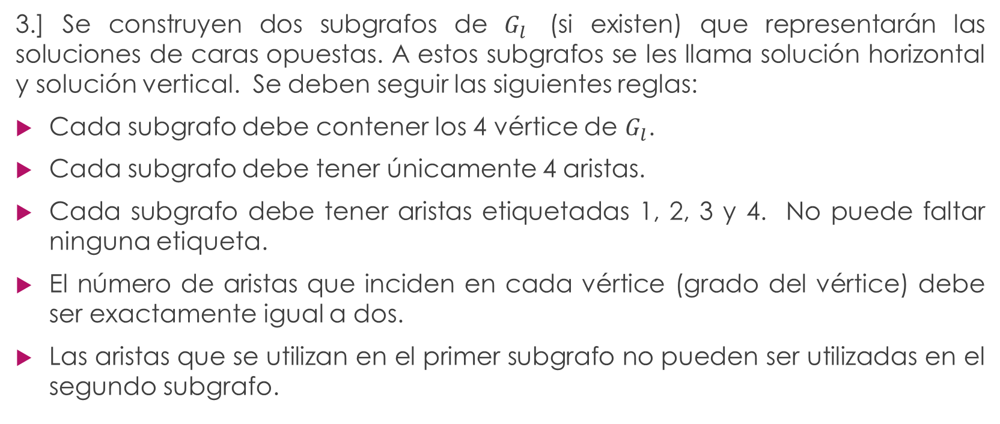 3.] Se construyen dos subgrafos de G_l (si existen) que representarán las
soluciones de caras opuestas. A estos subgrafos se les llama solución horizontal
y solución vertical. Se deben seguir las siguientes reglas:
Cada subgrafo debe contener los 4 vértice de G_l.
Cada subgrafo debe tener únicamente 4 aristas.
Cada subgrafo debe tener aristas etiquetadas 1, 2, 3 y 4. No puede faltar
ninguna etiqueta.
El número de aristas que inciden en cada vértice (grado del vértice) debe
ser exactamente igual a dos.
Las aristas que se utilizan en el primer subgrafo no pueden ser utilizadas en el
segundo subgrafo.